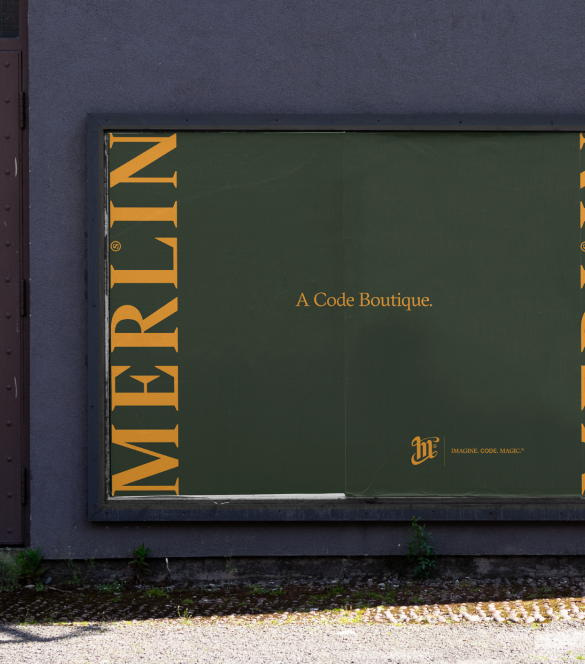 MERLIN®
A Code Boutique.
IMAGINE. CODE. MAGIC.®